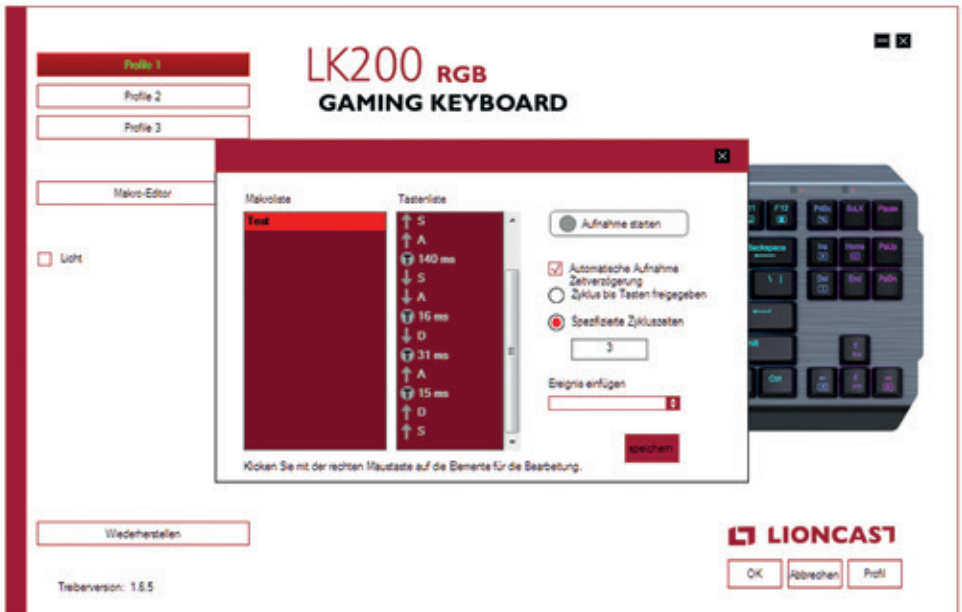 LK200 RGB
GAMING KEYBOARD
Profile 1
Profile 2
Profile 3
Makro-Editor
Licht
Makroliste
Test
Tastenliste
S
A
140 ms
S
A
16 ms
D
31 ms
A
15 ms
D
S
Aufnahme starten
Automatische Aufnahme
Zeitverzögerung
Zyklus bis Tasten freigegeben
Spezifizierte Zykluszeiten
3
Ereignis einfügen
speichern
Klicken Sie mit der rechten Maustaste auf die Elemente für die Bearbeitung.
F12 PrtSc ScrLK Pause
Backspace Ins Home PgUp
\ | Del End PgDn
Ctrl
Wiederherstellen
Treiberversion: 1.6.5
LIONCAST
OK Abbrechen Profil